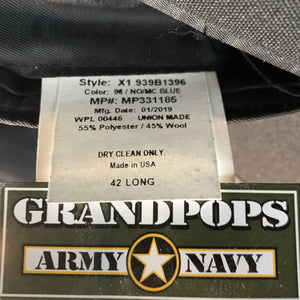 Style: X1 939B1396
Color: 96 / NO/MC BLUE
MP#: MP331185
Mfg. Date: 01/2019
WPL 00446 UNION MADE
55% Polyester / 45% Wool
DRY CLEAN ONLY.
Made in USA
42 LONG
GRANDPOPS
ARMY NAVY